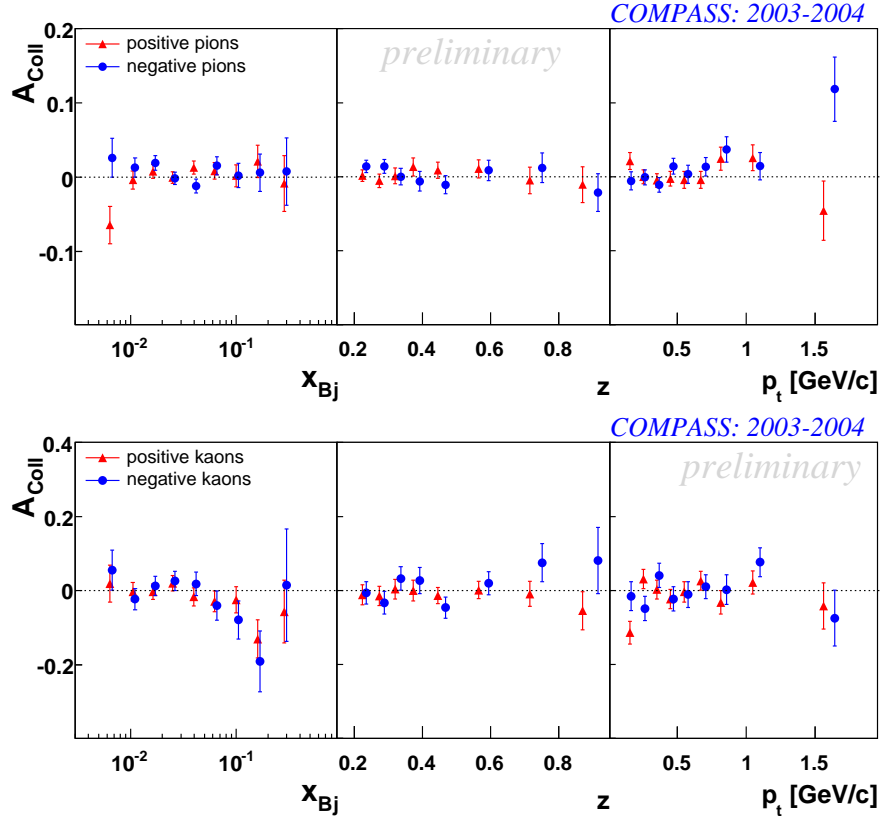 COMPASS: 2003-2004
A_Coll
0.2
0.1
0
-0.1
positive pions
negative pions
preliminary
10^-2 10^-1 0.2 0.4 0.6 0.8 0.5 1 1.5
x_Bj z p_t [GeV/c]
COMPASS: 2003-2004
A_Coll
0.4
0.2
0
-0.2
positive kaons
negative kaons
preliminary
10^-2 10^-1 0.2 0.4 0.6 0.8 0.5 1 1.5
x_Bj z p_t [GeV/c]